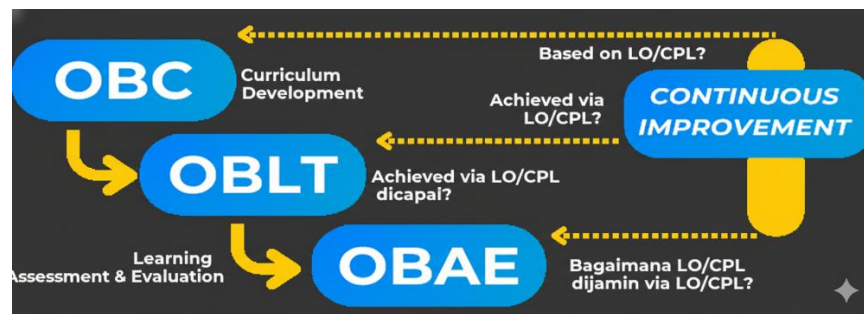 Based on LO/CPL?
OBC
Curriculum
Development
Achieved via
LO/CPL?
CONTINUOUS
IMPROVEMENT
OBLT
Achieved via LO/CPL
dicapai?
Learning
Assessment & Evaluation
OBAE
Bagaimana LO/CPL
dijamin via LO/CPL?